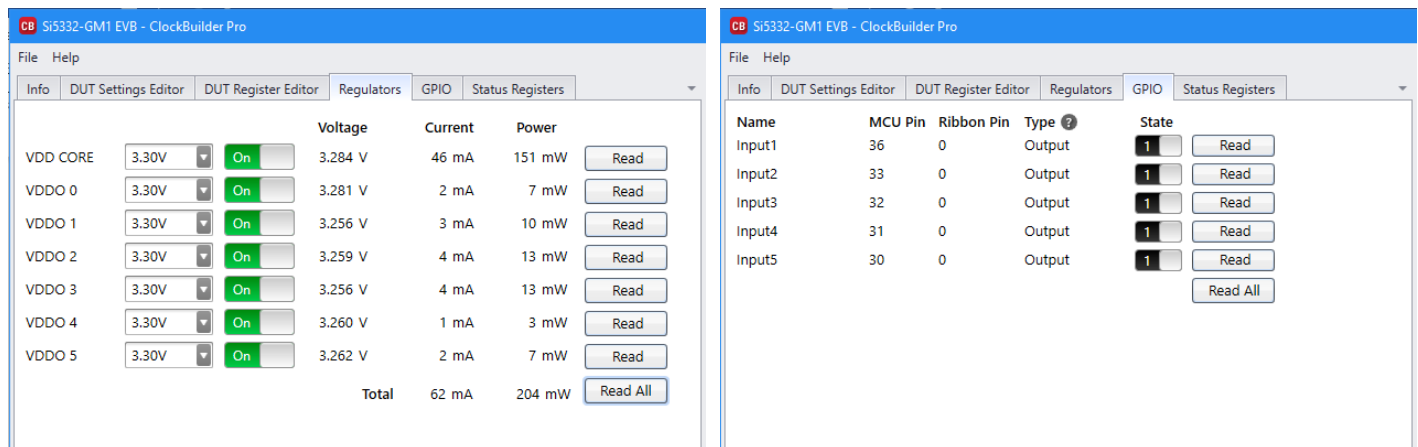 CB Si5332-GM1 EVB - ClockBuilder Pro
File Help
Info DUT Settings Editor DUT Register Editor Regulators GPIO Status Registers
Voltage Current Power
VDD CORE 3.30V On 3.284 V 46 mA 151 mW Read
VDDO 0 3.30V On 3.281 V 2 mA 7 mW Read
VDDO 1 3.30V On 3.256 V 3 mA 10 mW Read
VDDO 2 3.30V On 3.259 V 4 mA 13 mW Read
VDDO 3 3.30V On 3.256 V 4 mA 13 mW Read
VDDO 4 3.30V On 3.260 V 1 mA 3 mW Read
VDDO 5 3.30V On 3.262 V 2 mA 7 mW Read
Total 62 mA 204 mW Read All
CB Si5332-GM1 EVB - ClockBuilder Pro
File Help
Info DUT Settings Editor DUT Register Editor Regulators GPIO Status Registers
Name MCU Pin Ribbon Pin Type ? State
Input1 36 0 Output 1 Read
Input2 33 0 Output 1 Read
Input3 32 0 Output 1 Read
Input4 31 0 Output 1 Read
Input5 30 0 Output 1 Read
Read All